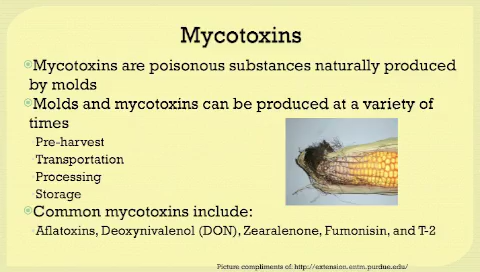 Mycotoxins
Mycotoxins are poisonous substances naturally produced
by molds
Molds and mycotoxins can be produced at a variety of
times
Pre-harvest
Transportation
Processing
Storage
Common mycotoxins include:
Aflatoxins, Deoxynivalenol (DON), Zearalenone, Fumonisin, and T-2
Picture compliments of: http://extension.entm.purdue.edu/